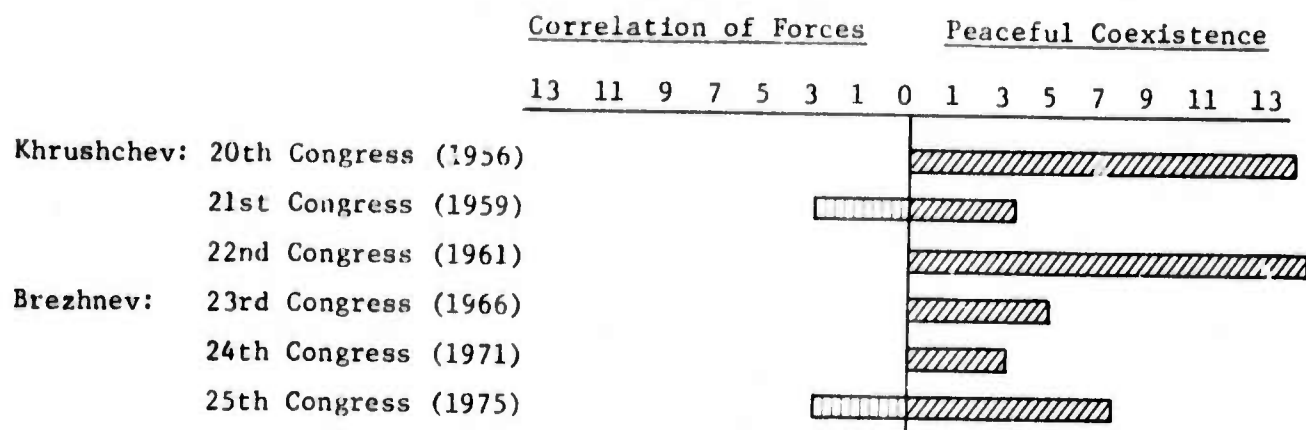 Correlation of Forces Peaceful Coexistence
13 11 9 7 5 3 1 0 1 3 5 7 9 11 13
Khrushchev: 20th Congress (1956)
21st Congress (1959)
22nd Congress (1961)
Brezhnev: 23rd Congress (1966)
24th Congress (1971)
25th Congress (1975)